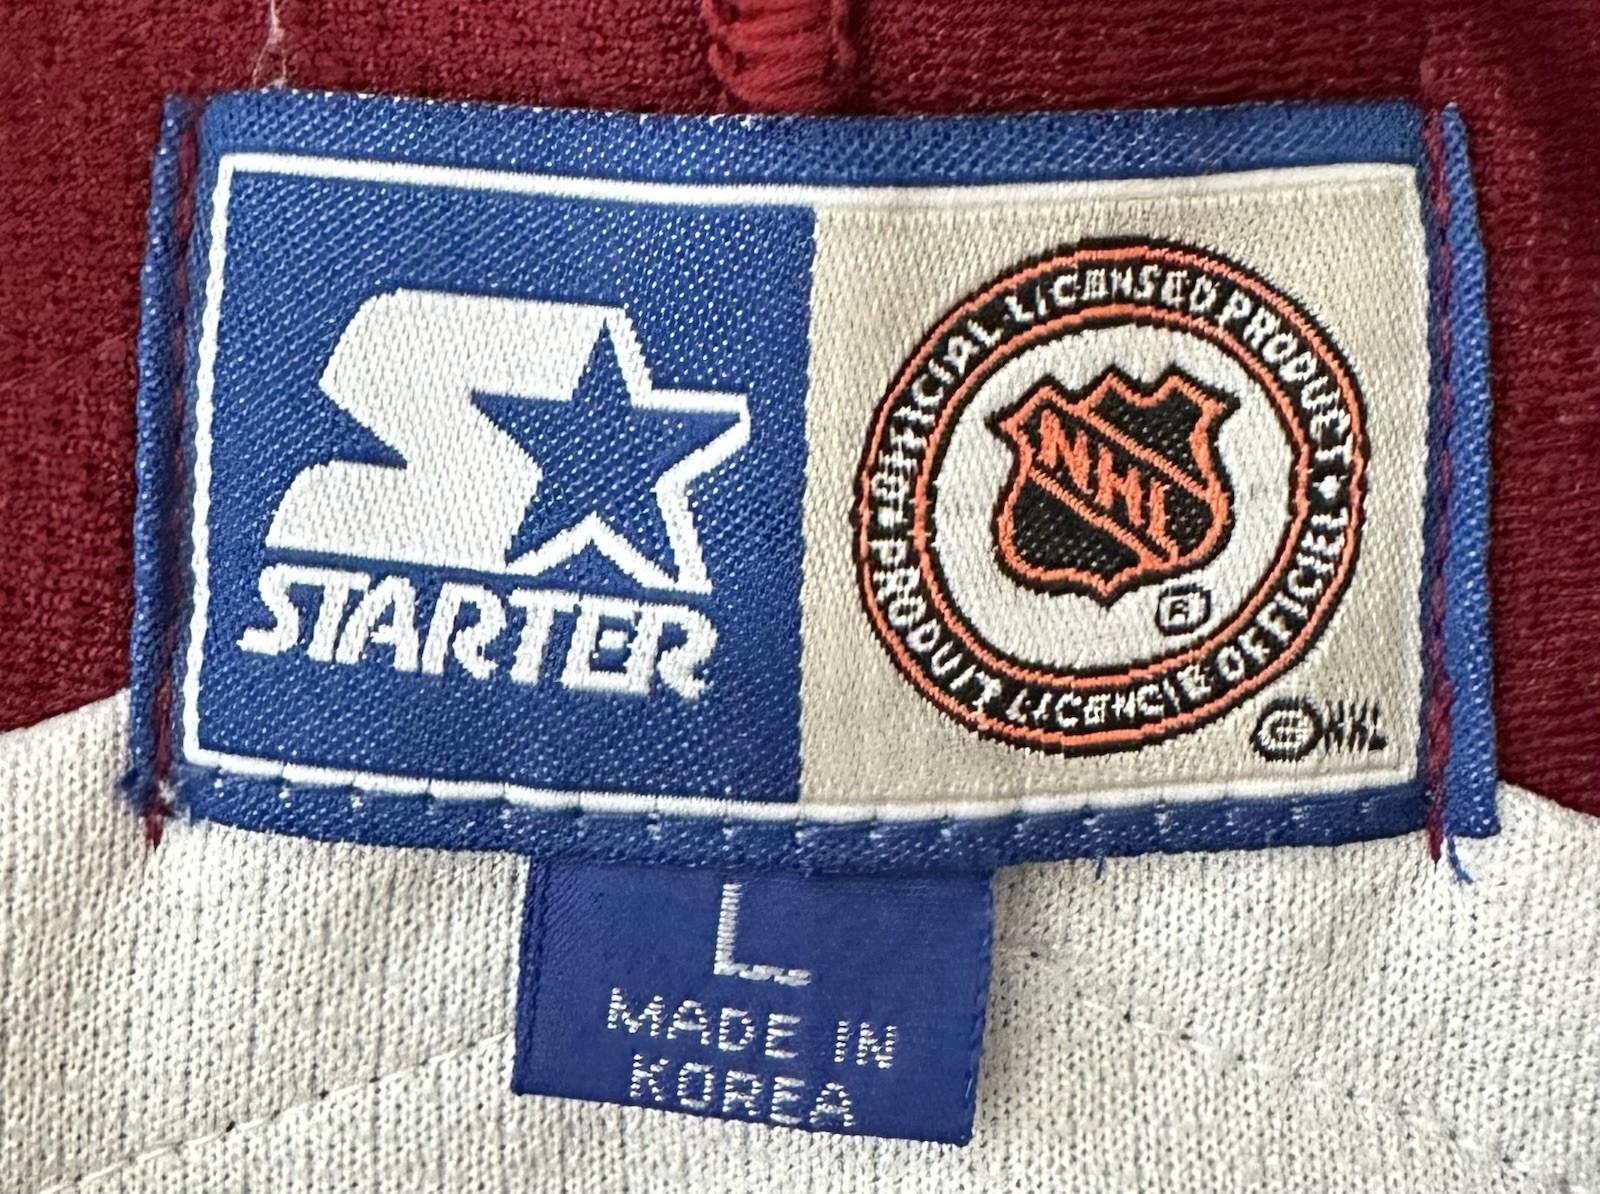 STARTER
OFFICIAL LICENSED PRODUCT •
NHL
®
PRODUIT LICENCIE OFFICIEL
© NHL
L
MADE IN
KOREA